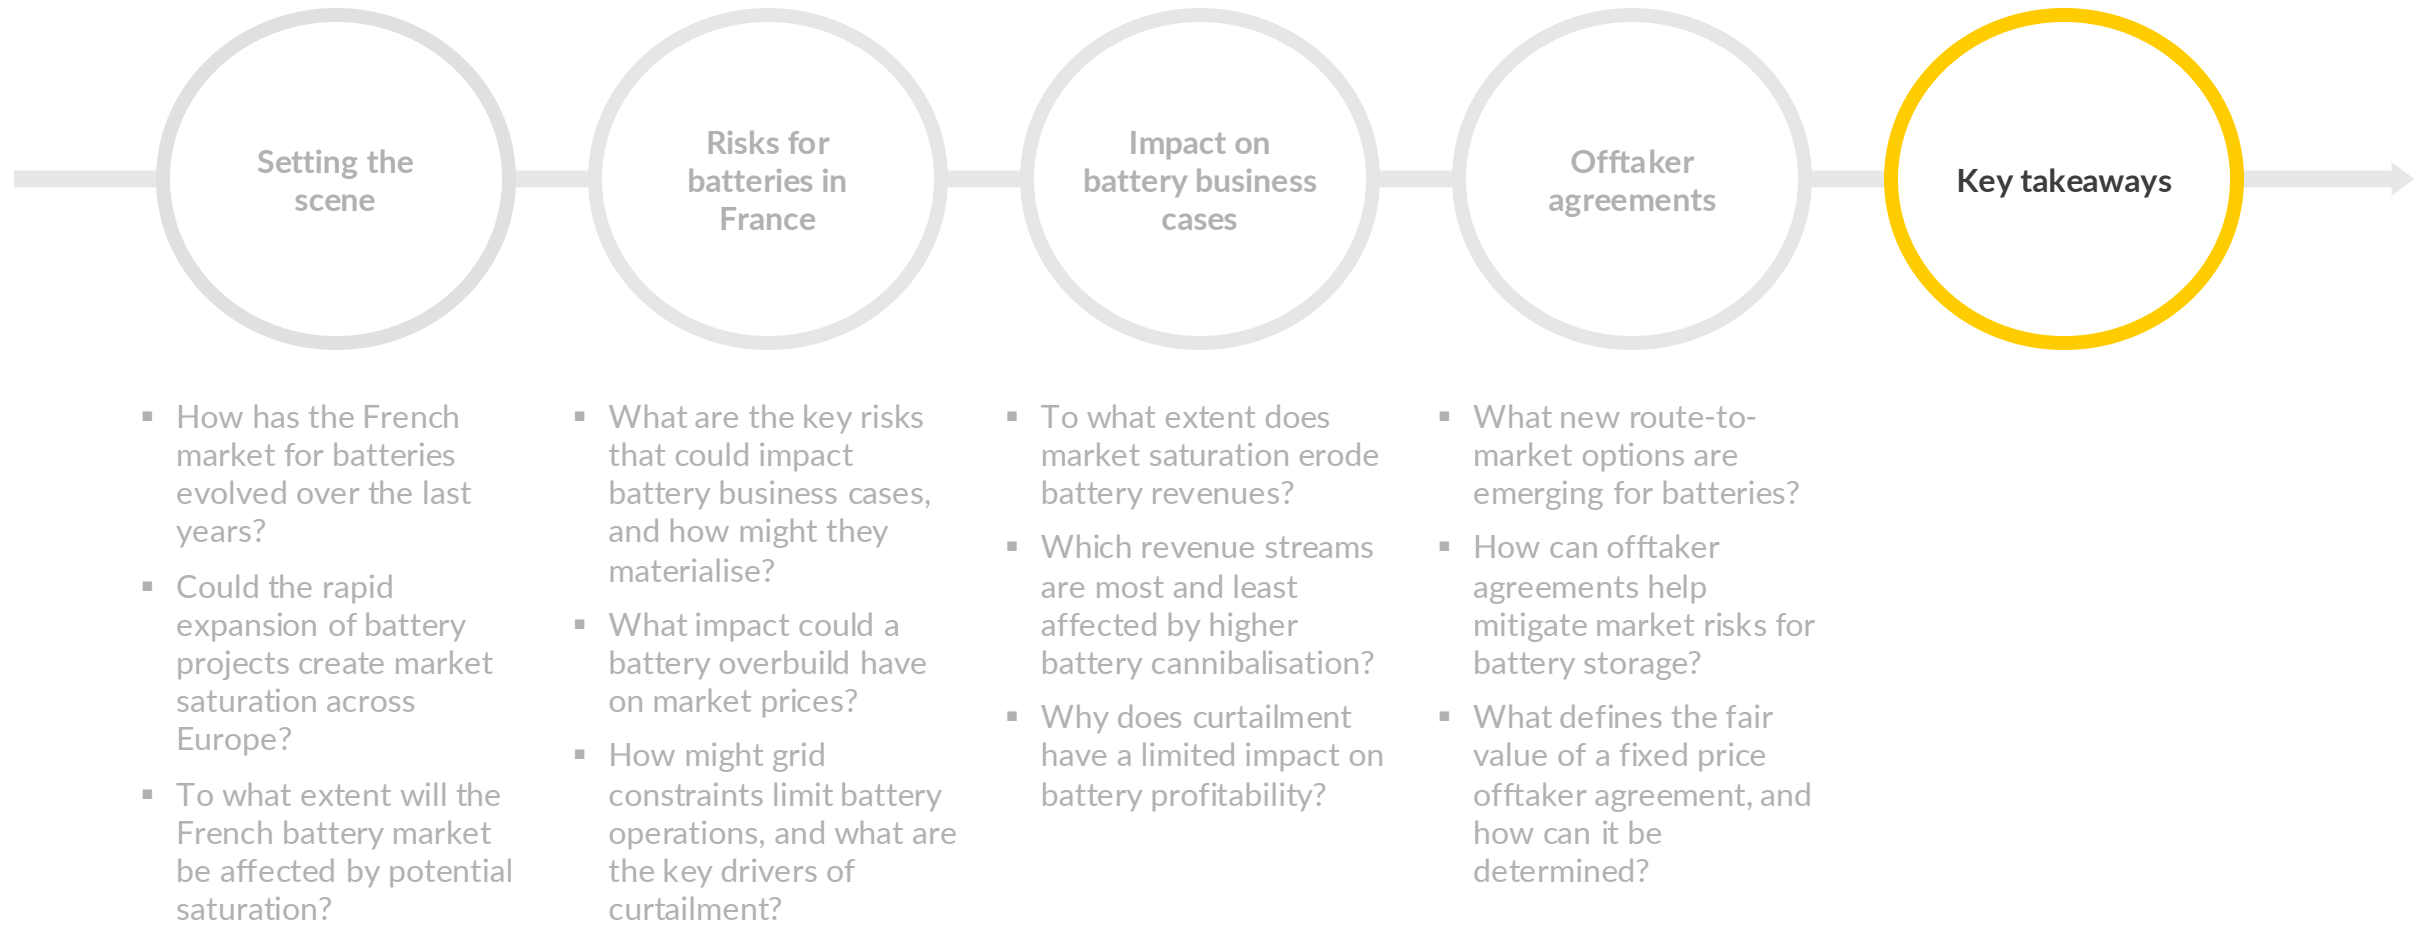 Setting the
scene
Risks for
batteries in
France
Impact on
battery business
cases
Offtaker
agreements
Key takeaways
▪ How has the French
market for batteries
evolved over the last
years?
▪ Could the rapid
expansion of battery
projects create market
saturation across
Europe?
▪ To what extent will the
French battery market
be affected by potential
saturation?
▪ What are the key risks
that could impact
battery business cases,
and how might they
materialise?
▪ What impact could a
battery overbuild have
on market prices?
▪ How might grid
constraints limit battery
operations, and what are
the key drivers of
curtailment?
▪ To what extent does
market saturation erode
battery revenues?
▪ Which revenue streams
are most and least
affected by higher
battery cannibalisation?
▪ Why does curtailment
have a limited impact on
battery profitability?
▪ What new route-to-
market options are
emerging for batteries?
▪ How can offtaker
agreements help
mitigate market risks for
battery storage?
▪ What defines the fair
value of a fixed price
offtaker agreement, and
how can it be
determined?